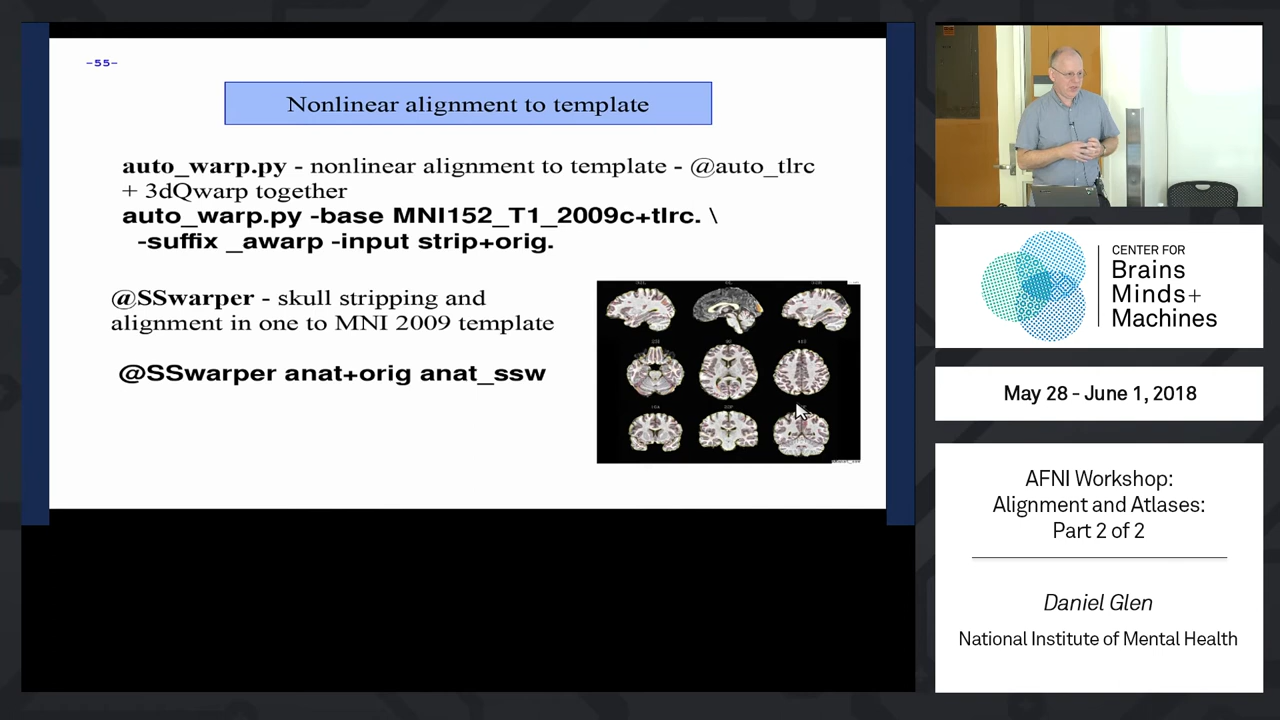 -55-
Nonlinear alignment to template
auto_warp.py - nonlinear alignment to template - @auto_tlrc
+ 3dQwarp together
auto_warp.py -base MNI152_T1_2009c+tlrc. \
-suffix _awarp -input strip+orig.
@SSwarper - skull stripping and
alignment in one to MNI 2009 template
@SSwarper anat+orig anat_ssw
CENTER FOR
Brains
Minds+
Machines
May 28 - June 1, 2018
AFNI Workshop:
Alignment and Atlases:
Part 2 of 2
Daniel Glen
National Institute of Mental Health